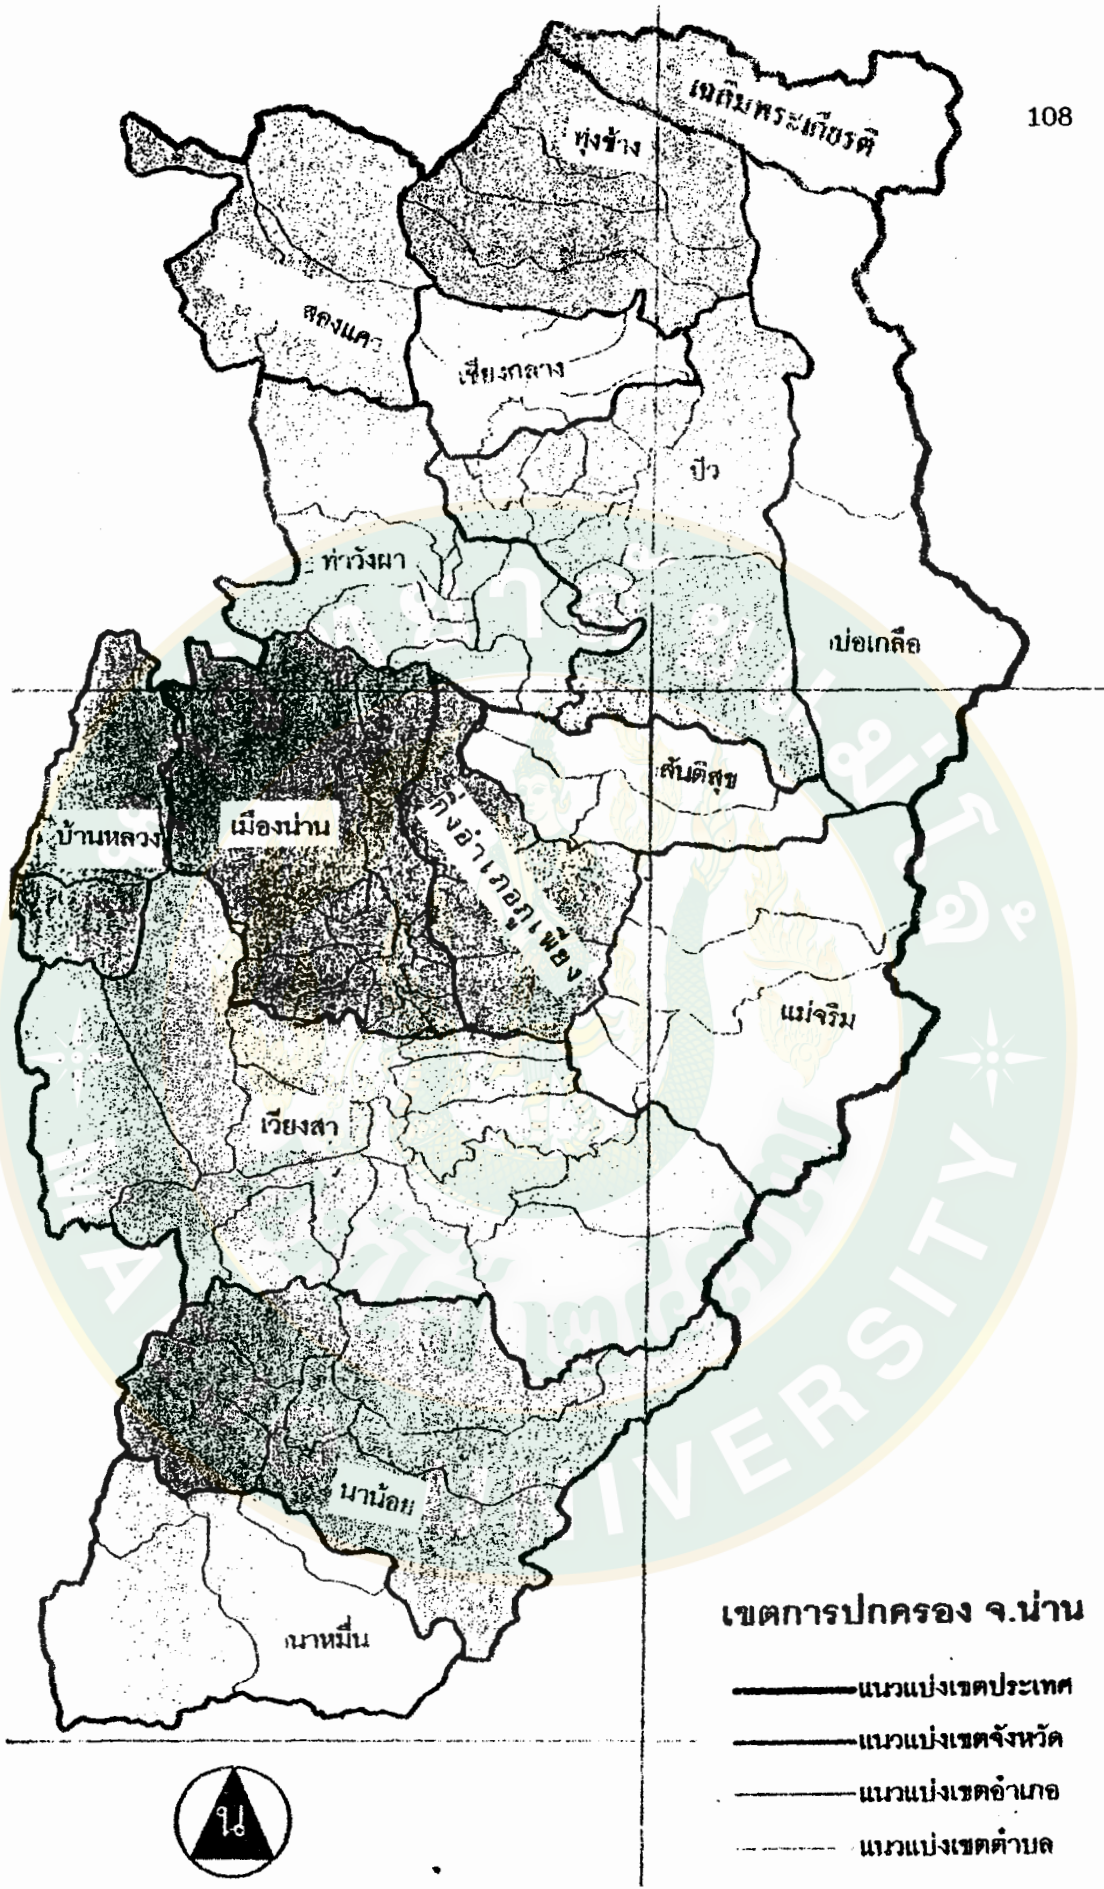 108
เฉลิมพระเกียรติ
ทุ่งช้าง
สองแคว
เชียงกลาง
ปัว
ท่าวังผา
บ่อเกลือ
สันติสุข
บ้านหลวง
เมืองน่าน
กิ่งอำเภอภูเพียง
แม่จริม
เวียงสา
นาน้อย
นาหมื่น
UNIVERSITY
เขตการปกครอง จ.น่าน
แนวแบ่งเขตประเทศ
แนวแบ่งเขตจังหวัด
แนวแบ่งเขตอำเภอ
แนวแบ่งเขตตำบล
น